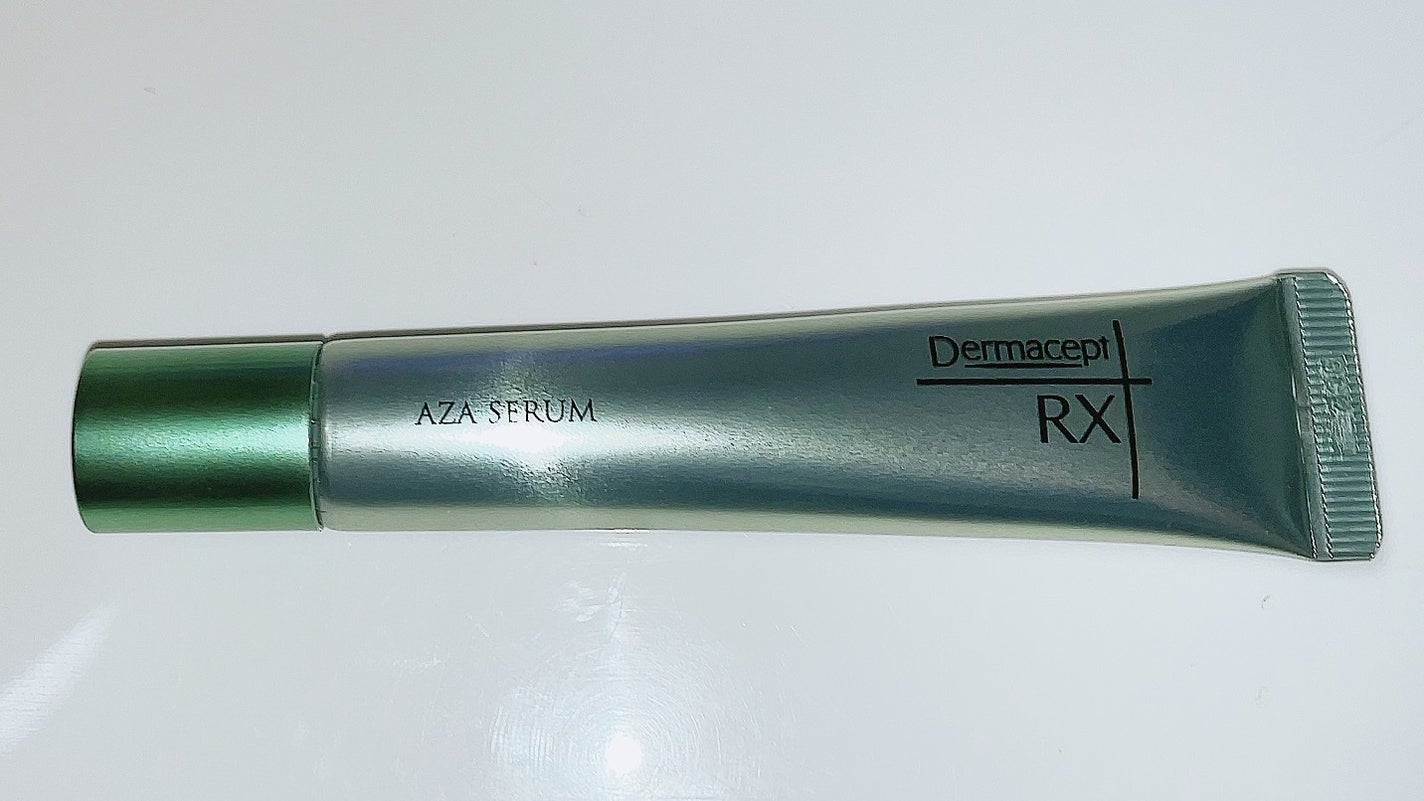 AZA SERUM
Dermacept
RX